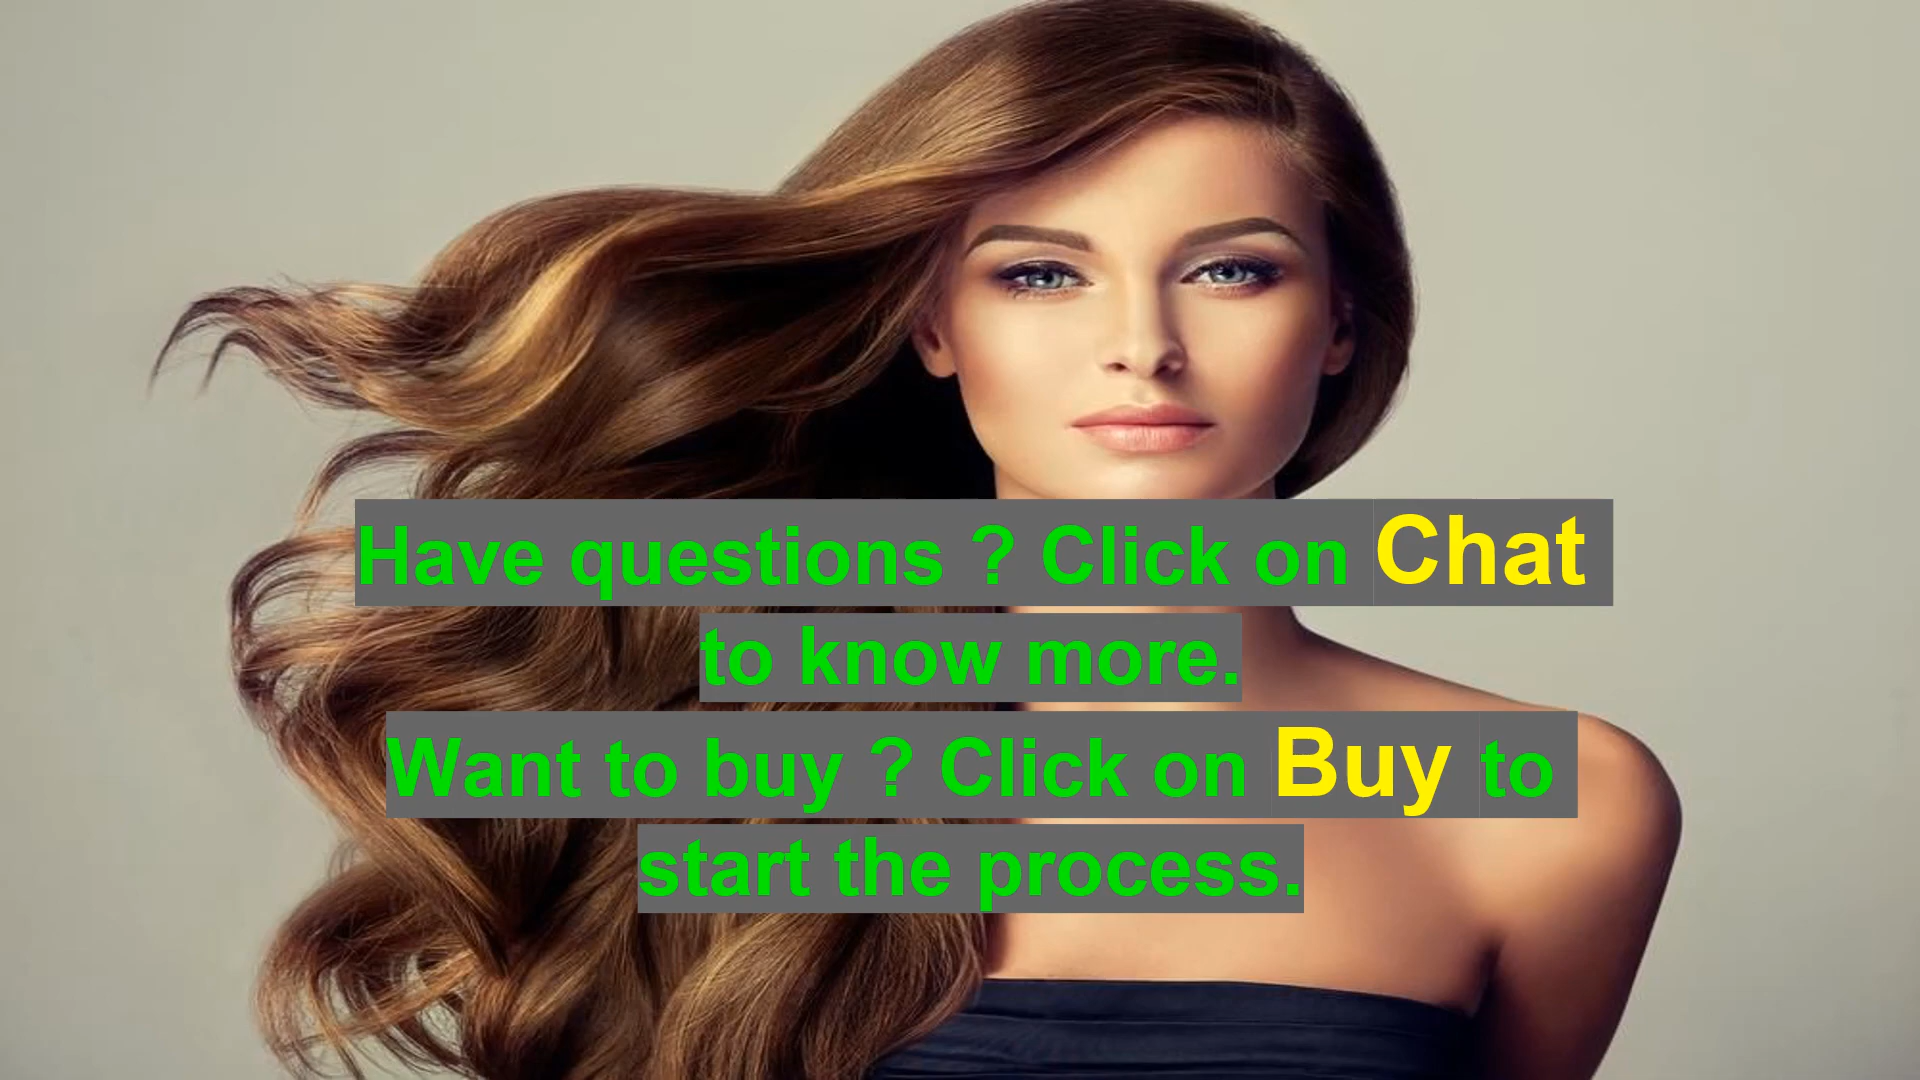 Have questions ? Click on Chat
to know more.
Want to buy ? Click on Buy to
start the process.